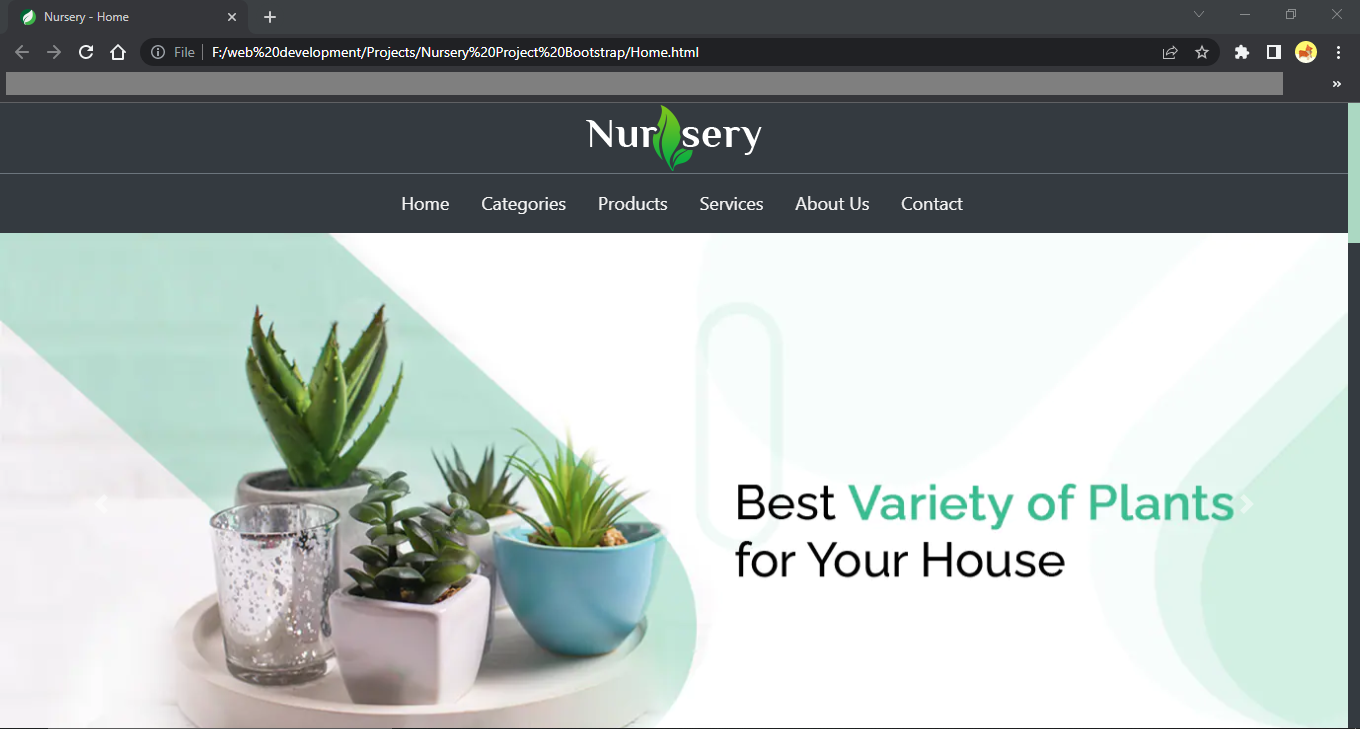 Nursery - Home
File F:/web%20development/Projects/Nursery%20Project%20Bootstrap/Home.html
Nursery
Home Categories Products Services About Us Contact
Best Variety of Plants
for Your House